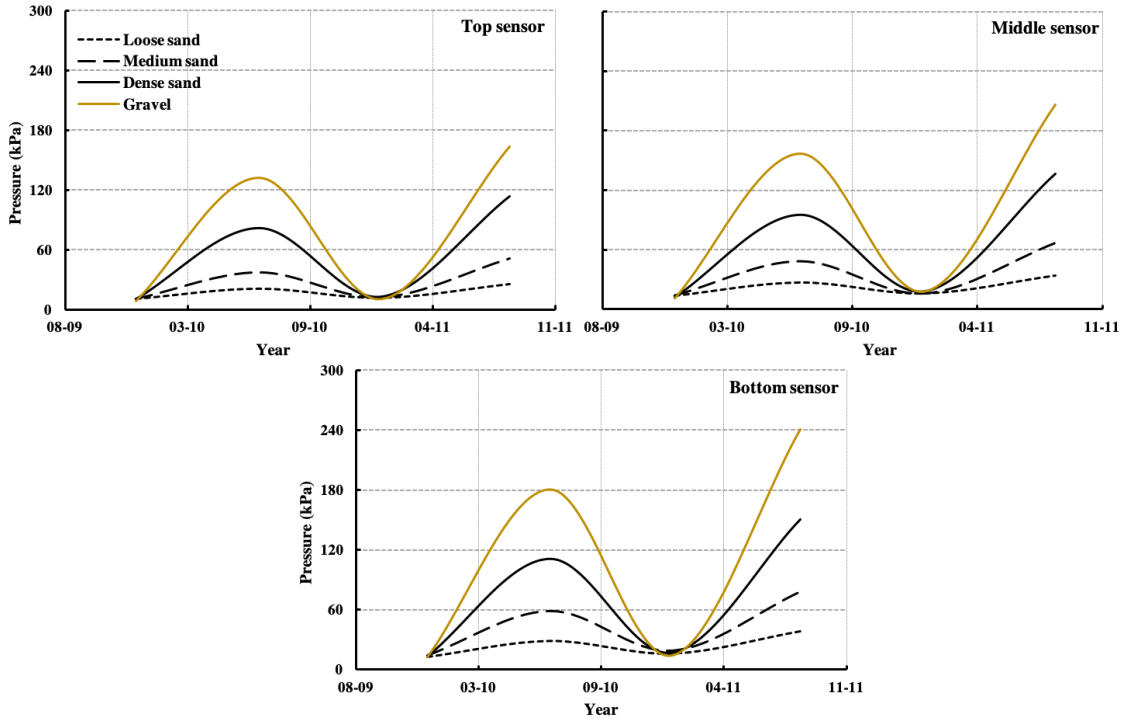 Top sensor
300
240
180
120
60
0
Pressure (kPa)
Loose sand
Medium sand
Dense sand
Gravel
08-09 03-10 09-10 04-11 11-11
Year
Middle sensor
08-09 03-10 09-10 04-11 11-11
Year
Bottom sensor
300
240
180
120
60
0
Pressure (kPa)
08-09 03-10 09-10 04-11 11-11
Year